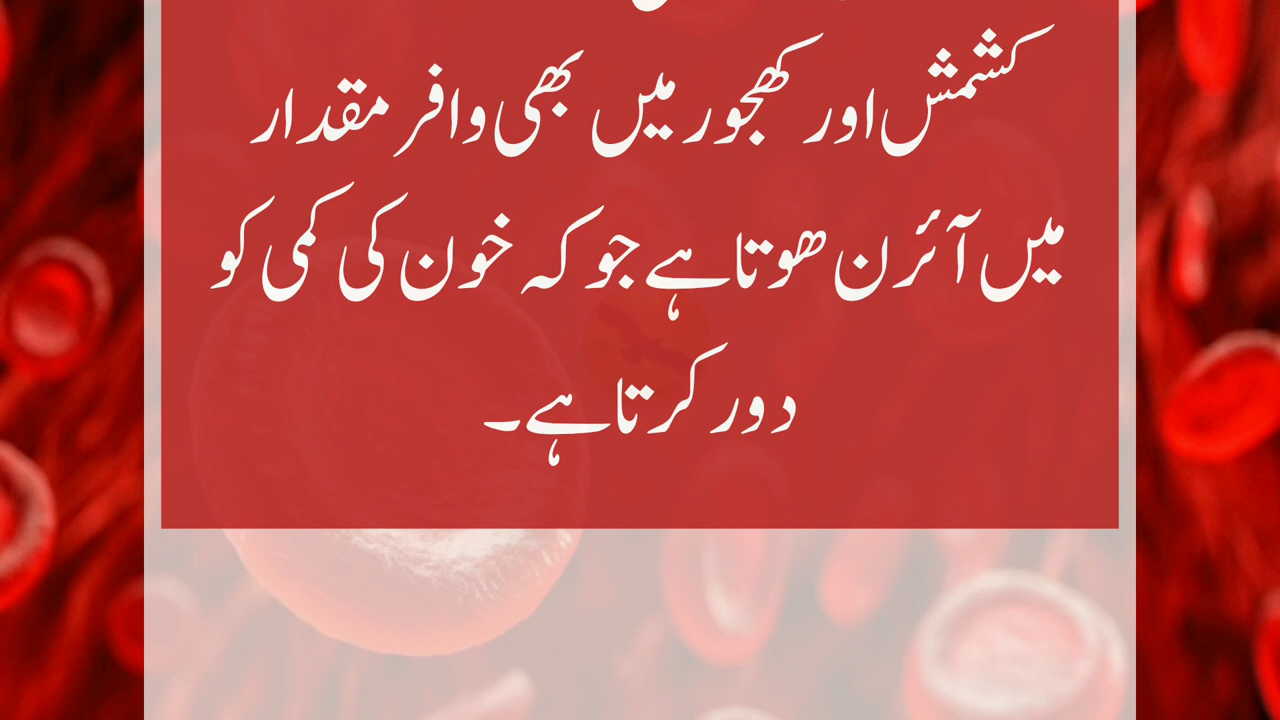 کشمش اور کھجور میں بھی وافر مقدار
میں آئرن ھوتا ہے جو کہ خون کی کمی کو
دور کرتا ہے۔